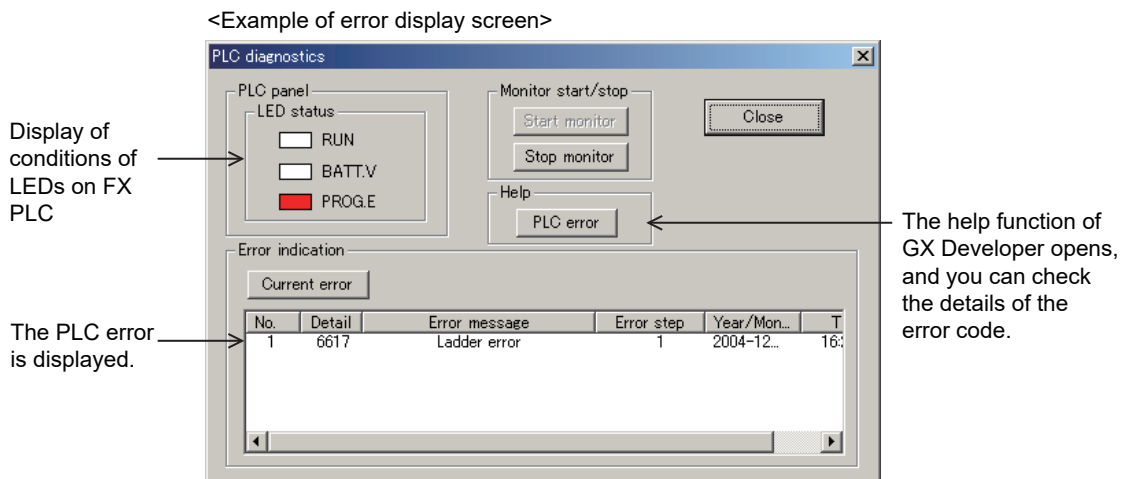 <Example of error display screen>
PLC diagnostics
PLC panel
LED status
RUN
BATT.V
PROG.E
Monitor start/stop
Start monitor
Stop monitor
Close
Help
PLC error
Display of
conditions of
LEDs on FX
PLC
The help function of
GX Developer opens,
and you can check
the details of the
error code.
Error indication
Current error
The PLC error
is displayed.
No. Detail Error message Error step Year/Mon... T
1 6617 Ladder error 1 2004-12... 16: